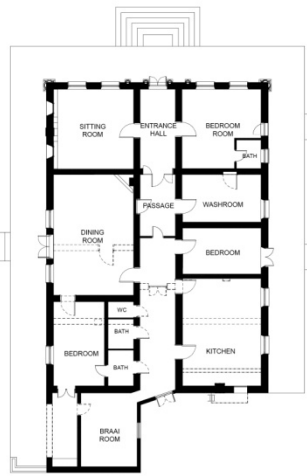 SITTING
ROOM
ENTRANCE
HALL
BEDROOM
ROOM
BATH
PASSAGE
WASHROOM
DINING
ROOM
BEDROOM
WC
BATH
KITCHEN
BEDROOM
BATH
BRAAI
ROOM